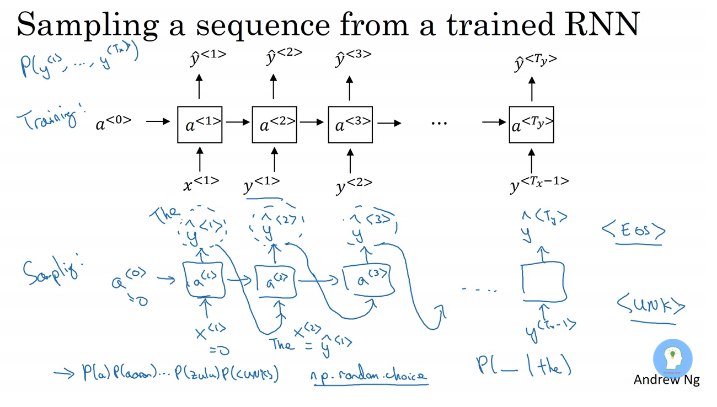 Sampling a sequence from a trained RNN
P(y^<1>, ..., y^<Tx>)
ŷ^<1> ŷ^<2> ŷ^<3> ŷ^<Ty>
Training: a^<0> a^<1> a^<2> a^<3> ... a^<Ty>
x^<1> y^<1> y^<2> y^<Tx−1>
The ŷ^<1> ŷ^<2> ŷ^<3> ŷ^<Ty> <EOS>
Sampling: a^<0> =0 a^<1> a^<2> a^<3> ....
x^<1> =0 x^<2> The = ŷ^<1> y^<Tx-1> <UNK>
→ P(a) P(aaron) ... P(zulu) P(<UNK>) np.random.choice P(_ | the)
Andrew Ng